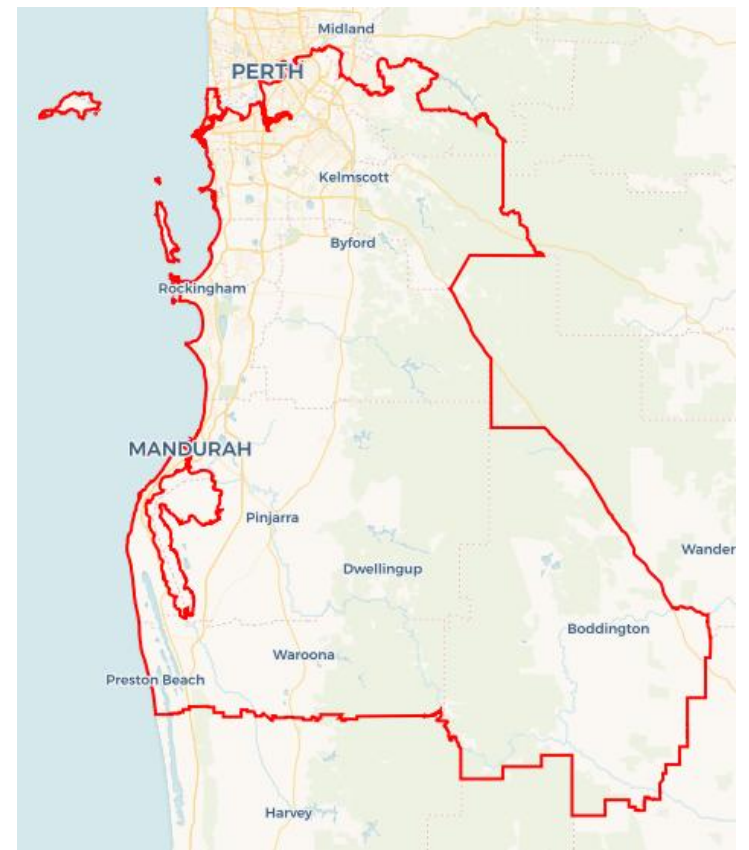 Midland
PERTH
Kelmscott
Byford
Rockingham
MANDURAH
Pinjarra
Wander
Dwellingup
Boddington
Waroona
Preston Beach
Harvey